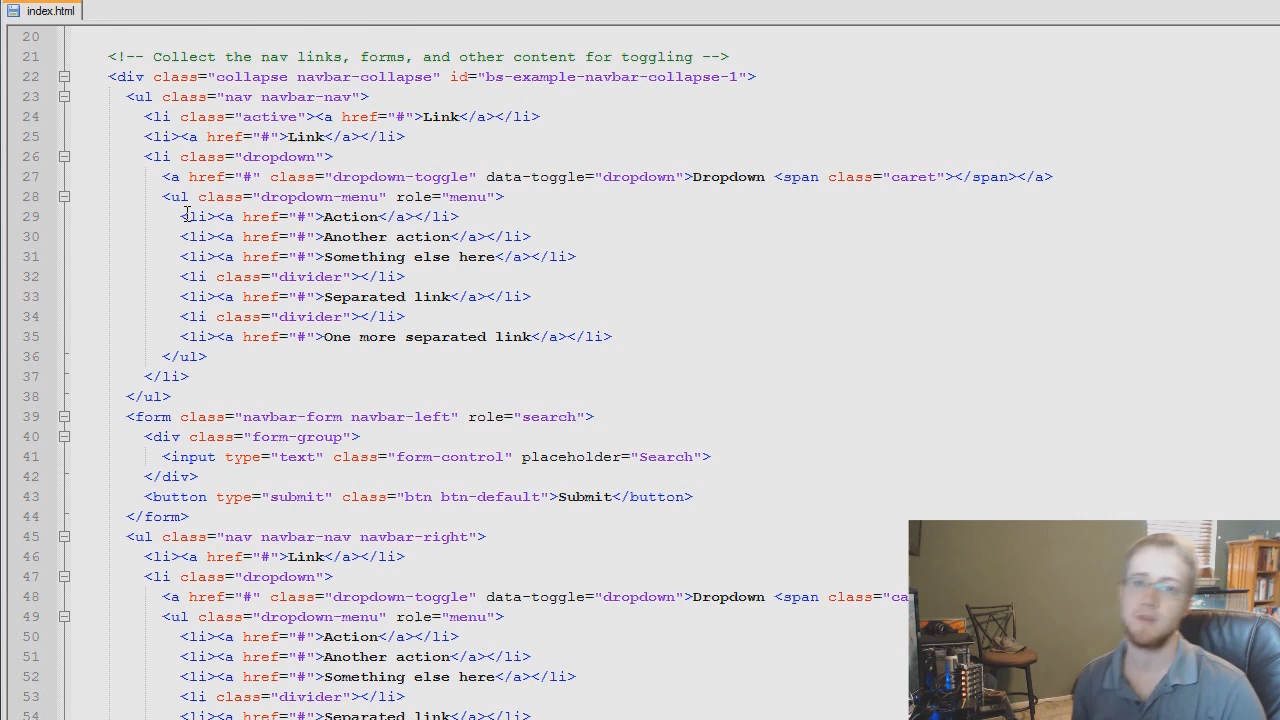 index.html
20
21 <!-- Collect the nav links, forms, and other content for toggling -->
22 <div class="collapse navbar-collapse" id="bs-example-navbar-collapse-1">
23 <ul class="nav navbar-nav">
24 <li class="active"><a href="#">Link</a></li>
25 <li><a href="#">Link</a></li>
26 <li class="dropdown">
27 <a href="#" class="dropdown-toggle" data-toggle="dropdown">Dropdown <span class="caret"></span></a>
28 <ul class="dropdown-menu" role="menu">
29 <li><a href="#">Action</a></li>
30 <li><a href="#">Another action</a></li>
31 <li><a href="#">Something else here</a></li>
32 <li class="divider"></li>
33 <li><a href="#">Separated link</a></li>
34 <li class="divider"></li>
35 <li><a href="#">One more separated link</a></li>
36 </ul>
37 </li>
38 </ul>
39 <form class="navbar-form navbar-left" role="search">
40 <div class="form-group">
41 <input type="text" class="form-control" placeholder="Search">
42 </div>
43 <button type="submit" class="btn btn-default">Submit</button>
44 </form>
45 <ul class="nav navbar-nav navbar-right">
46 <li><a href="#">Link</a></li>
47 <li class="dropdown">
48 <a href="#" class="dropdown-toggle" data-toggle="dropdown">Dropdown <span class="ca
49 <ul class="dropdown-menu" role="menu">
50 <li><a href="#">Action</a></li>
51 <li><a href="#">Another action</a></li>
52 <li><a href="#">Something else here</a></li>
53 <li class="divider"></li>
54 <li><a href="#">Separated link</a></li>